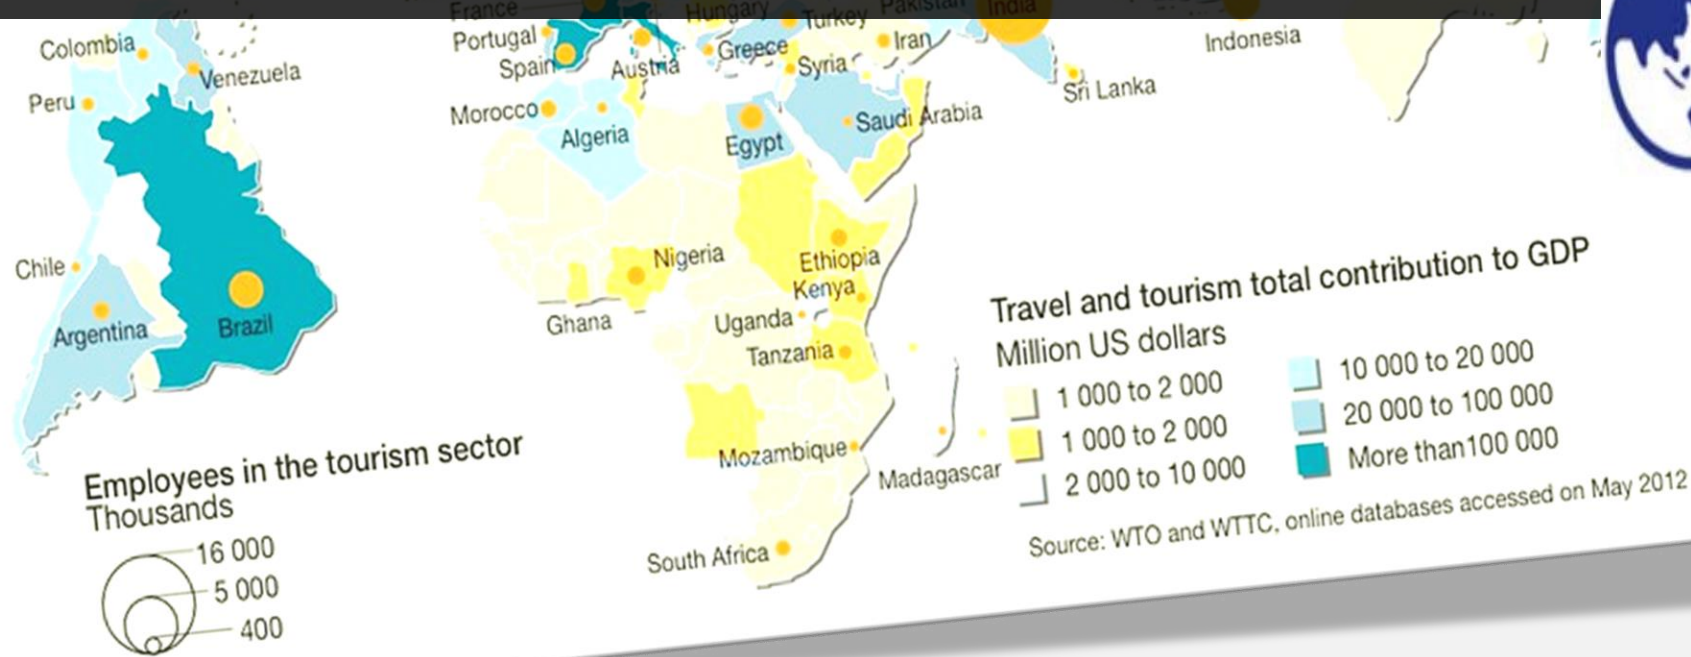 France
Hungary
Turkey
Pakistan
India
Colombia
Portugal
Spain
Austria
Greece
Iran
Syria
Indonesia
Venezuela
Peru
Morocco
Algeria
Egypt
Saudi Arabia
Sri Lanka
Chile
Argentina
Brazil
Nigeria
Ethiopia
Kenya
Ghana
Uganda
Tanzania
Mozambique
Madagascar
South Africa
Travel and tourism total contribution to GDP
Million US dollars
1 000 to 2 000
1 000 to 2 000
2 000 to 10 000
10 000 to 20 000
20 000 to 100 000
More than100 000
Source: WTO and WTTC, online databases accessed on May 2012
Employees in the tourism sector
Thousands
16 000
5 000
400